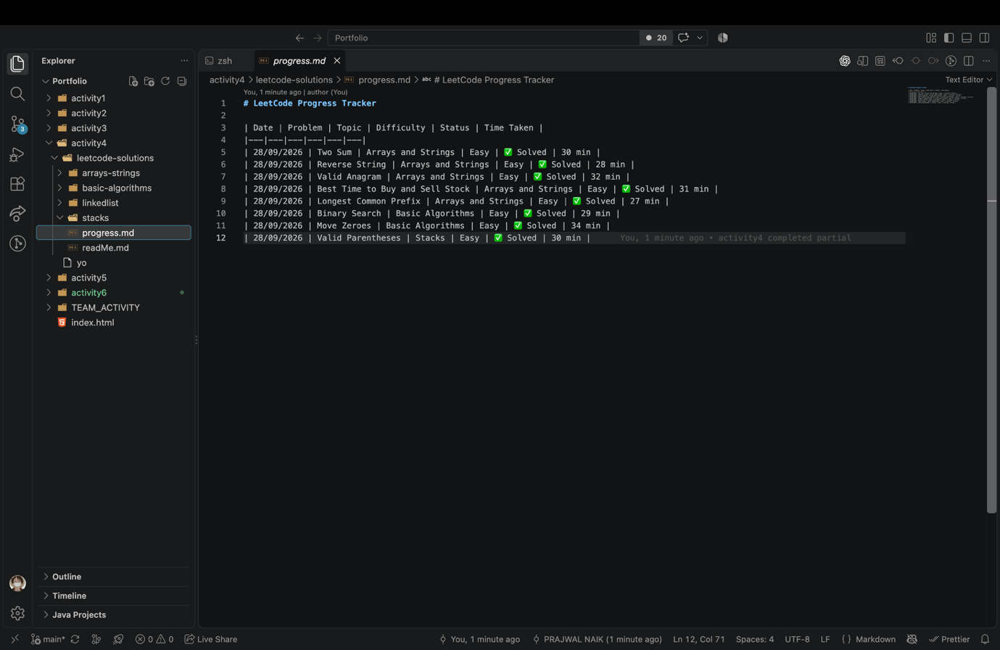 Portfolio
20
Explorer
Portfolio
activity1
activity2
activity3
activity4
leetcode-solutions
arrays-strings
basic-algorithms
linkedlist
stacks
progress.md
readMe.md
yo
activity5
activity6
TEAM_ACTIVITY
index.html
3
Outline
Timeline
Java Projects
zsh
progress.md
activity4 > leetcode-solutions > progress.md > abc # LeetCode Progress Tracker
Text Editor
You, 1 minute ago | author (You)
1 # LeetCode Progress Tracker
2
3 | Date | Problem | Topic | Difficulty | Status | Time Taken |
4 |---|---|---|---|---|---|
5 | 28/09/2026 | Two Sum | Arrays and Strings | Easy | ✅ Solved | 30 min |
6 | 28/09/2026 | Reverse String | Arrays and Strings | Easy | ✅ Solved | 28 min |
7 | 28/09/2026 | Valid Anagram | Arrays and Strings | Easy | ✅ Solved | 32 min |
8 | 28/09/2026 | Best Time to Buy and Sell Stock | Arrays and Strings | Easy | ✅ Solved | 31 min |
9 | 28/09/2026 | Longest Common Prefix | Arrays and Strings | Easy | ✅ Solved | 27 min |
10 | 28/09/2026 | Binary Search | Basic Algorithms | Easy | ✅ Solved | 29 min |
11 | 28/09/2026 | Move Zeroes | Basic Algorithms | Easy | ✅ Solved | 34 min |
12 | 28/09/2026 | Valid Parentheses | Stacks | Easy | ✅ Solved | 30 min | You, 1 minute ago • activity4 completed partial
main* 0 0 Live Share You, 1 minute ago PRAJWAL NAIK (1 minute ago) Ln 12, Col 71 Spaces: 4 UTF-8 LF {} Markdown Prettier